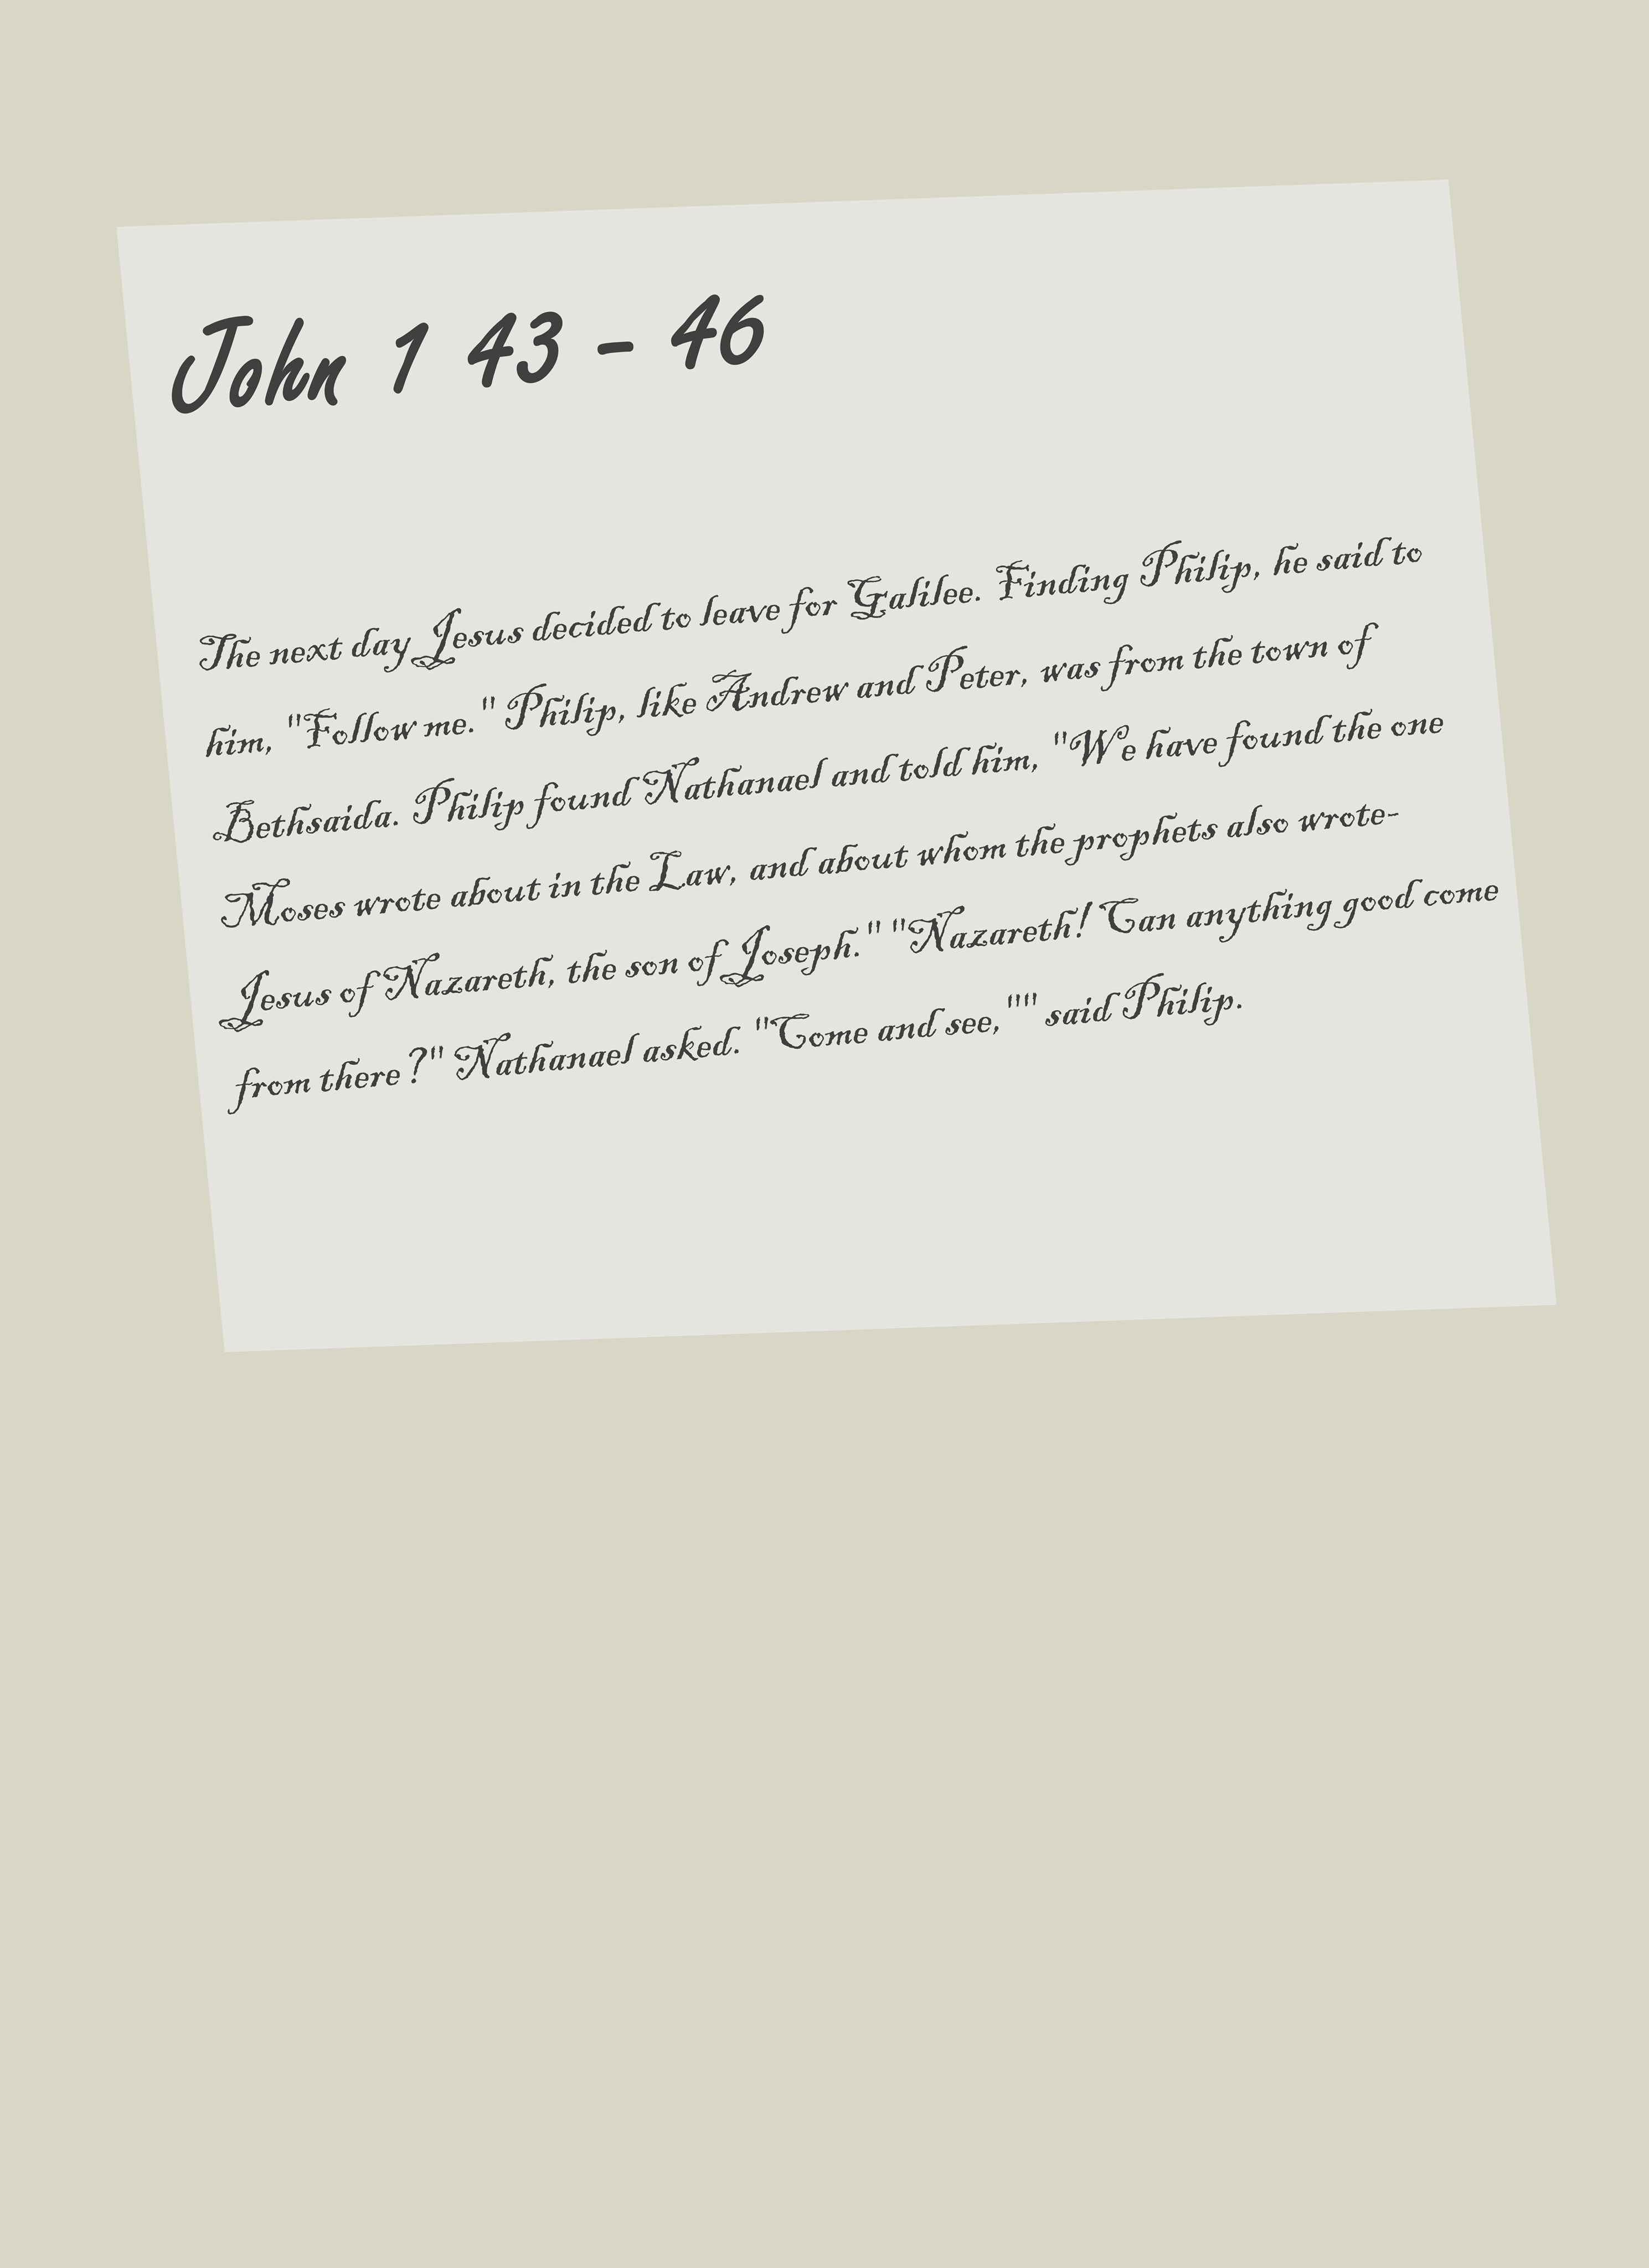 John 1 43 - 46
The next day Jesus decided to leave for Galilee. Finding Philip, he said to
him, "Follow me." Philip, like Andrew and Peter, was from the town of
Bethsaida. Philip found Nathanael and told him, "We have found the one
Moses wrote about in the Law, and about whom the prophets also wrote-
Jesus of Nazareth, the son of Joseph." "Nazareth! Can anything good come
from there?" Nathanael asked. "Come and see,"" said Philip.